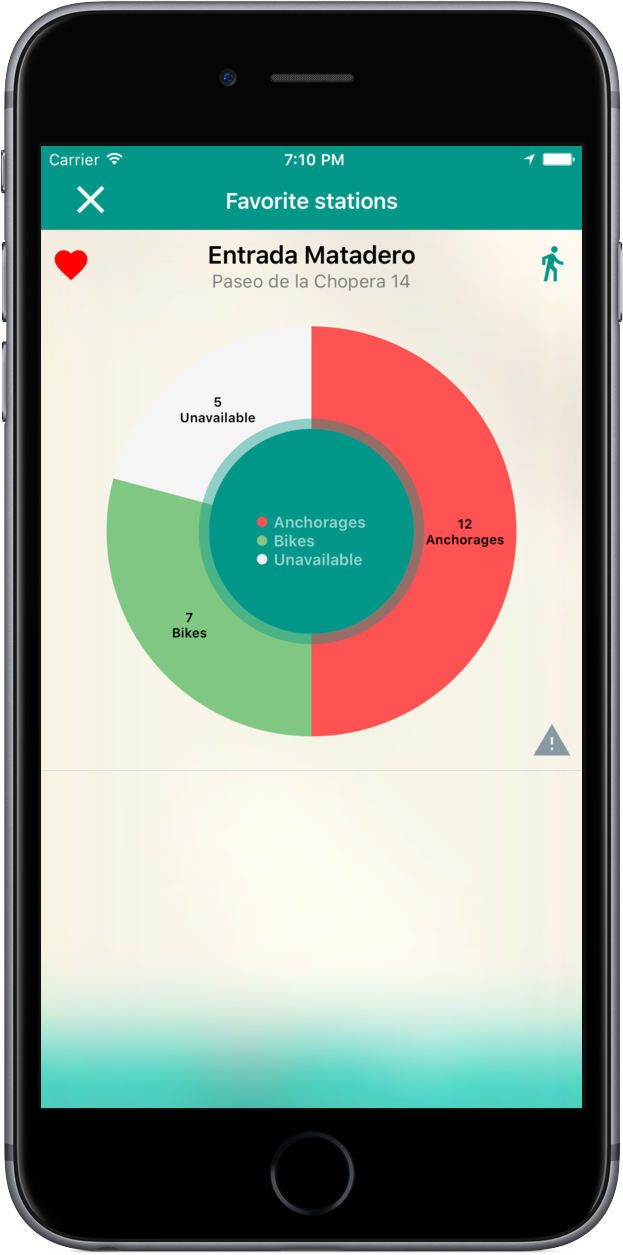 Carrier 7:10 PM
Favorite stations
Entrada Matadero
Paseo de la Chopera 14
5
Unavailable
12
Anchorages
Anchorages
Bikes
Unavailable
7
Bikes